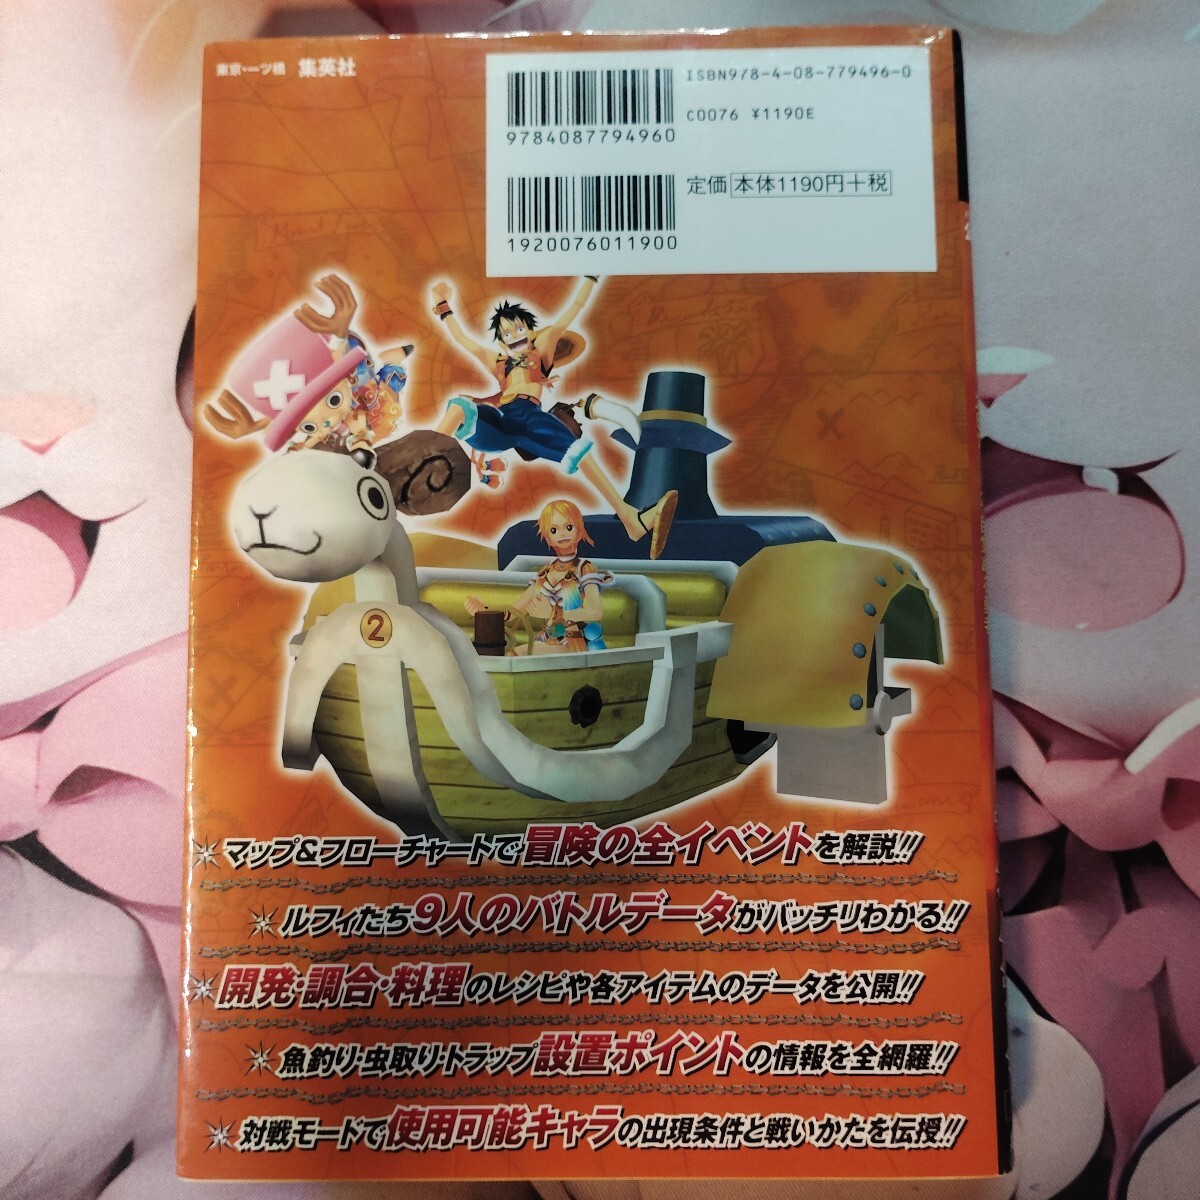 東京・一ツ橋 集英社
ISBN978-4-08-779496-0
C0076 ¥1190E
9784087794960
定価 本体1190円+税
1920076011900
2
マップ&フローチャートで冒険の全イベントを解説!!
ルフィたち9人のバトルデータがバッチリわかる!!
開発・調合・料理のレシピや各アイテムのデータを公開!!
魚釣り・虫取り・トラップ設置ポイントの情報を全網羅!!
対戦モードで使用可能キャラの出現条件と戦いかたを伝授!!